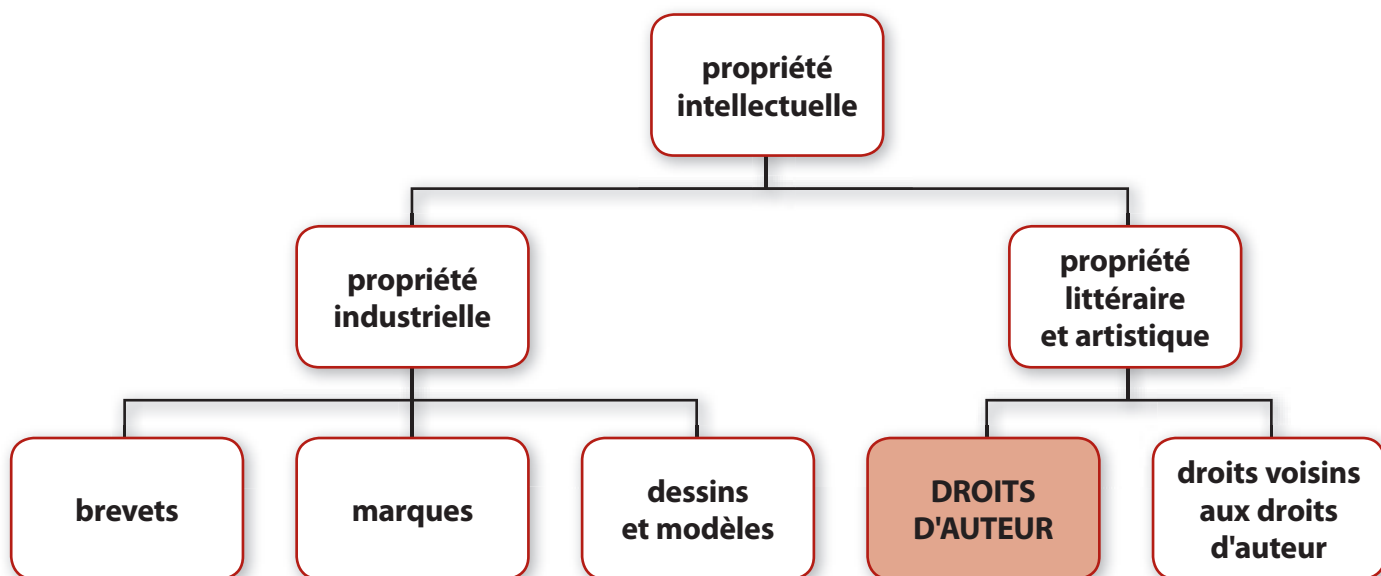 propriété
intellectuelle
propriété
industrielle
propriété
littéraire
et artistique
brevets
marques
dessins
et modèles
DROITS
D'AUTEUR
droits voisins
aux droits
d'auteur